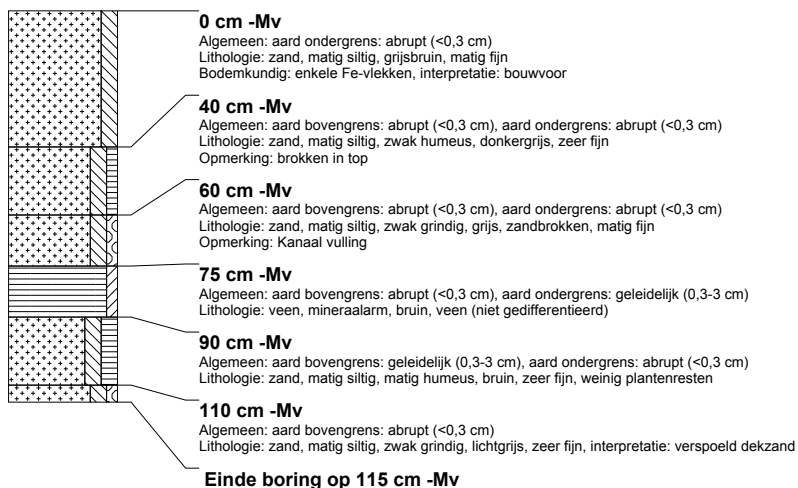 0 cm -Mv
Algemeen: aard ondergrens: abrupt (<0,3 cm)
Lithologie: zand, matig siltig, grijsbruin, matig fijn
Bodemkundig: enkele Fe-vlekken, interpretatie: bouwvoor
40 cm -Mv
Algemeen: aard bovengrens: abrupt (<0,3 cm), aard ondergrens: abrupt (<0,3 cm)
Lithologie: zand, matig siltig, zwak humeus, donkergrijs, zeer fijn
Opmerking: brokken in top
60 cm -Mv
Algemeen: aard bovengrens: abrupt (<0,3 cm), aard ondergrens: abrupt (<0,3 cm)
Lithologie: zand, matig siltig, zwak grindig, grijs, zandbrokken, matig fijn
Opmerking: Kanaal vulling
75 cm -Mv
Algemeen: aard bovengrens: abrupt (<0,3 cm), aard ondergrens: geleidelijk (0,3-3 cm)
Lithologie: veen, mineraalarm, bruin, veen (niet gedifferentieerd)
90 cm -Mv
Algemeen: aard bovengrens: geleidelijk (0,3-3 cm), aard ondergrens: abrupt (<0,3 cm)
Lithologie: zand, matig siltig, matig humeus, bruin, zeer fijn, weinig plantenresten
110 cm -Mv
Algemeen: aard bovengrens: abrupt (<0,3 cm)
Lithologie: zand, matig siltig, zwak grindig, lichtgrijs, zeer fijn, interpretatie: verspoeld dekzand
Einde boring op 115 cm -Mv